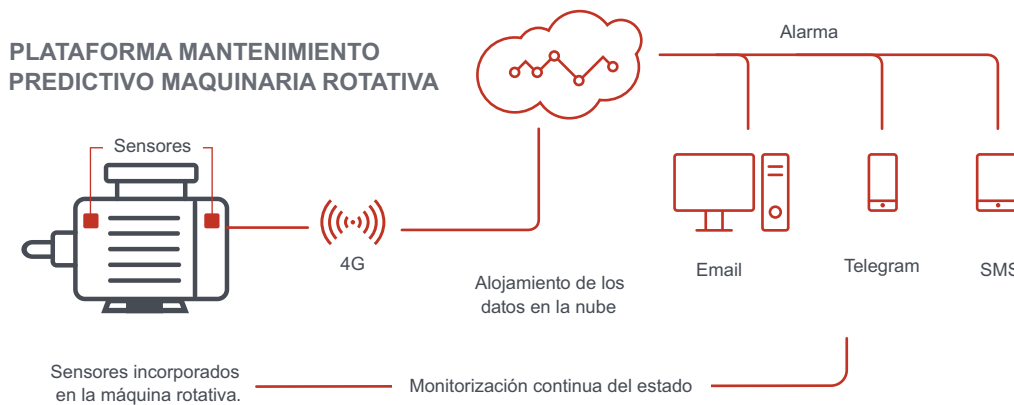 PLATAFORMA MANTENIMIENTO
PREDICTIVO MAQUINARIA ROTATIVA
Alarma
Sensores
4G
Alojamiento de los
datos en la nube
Email
Telegram
SMS
Sensores incorporados
en la máquina rotativa.
Monitorización continua del estado